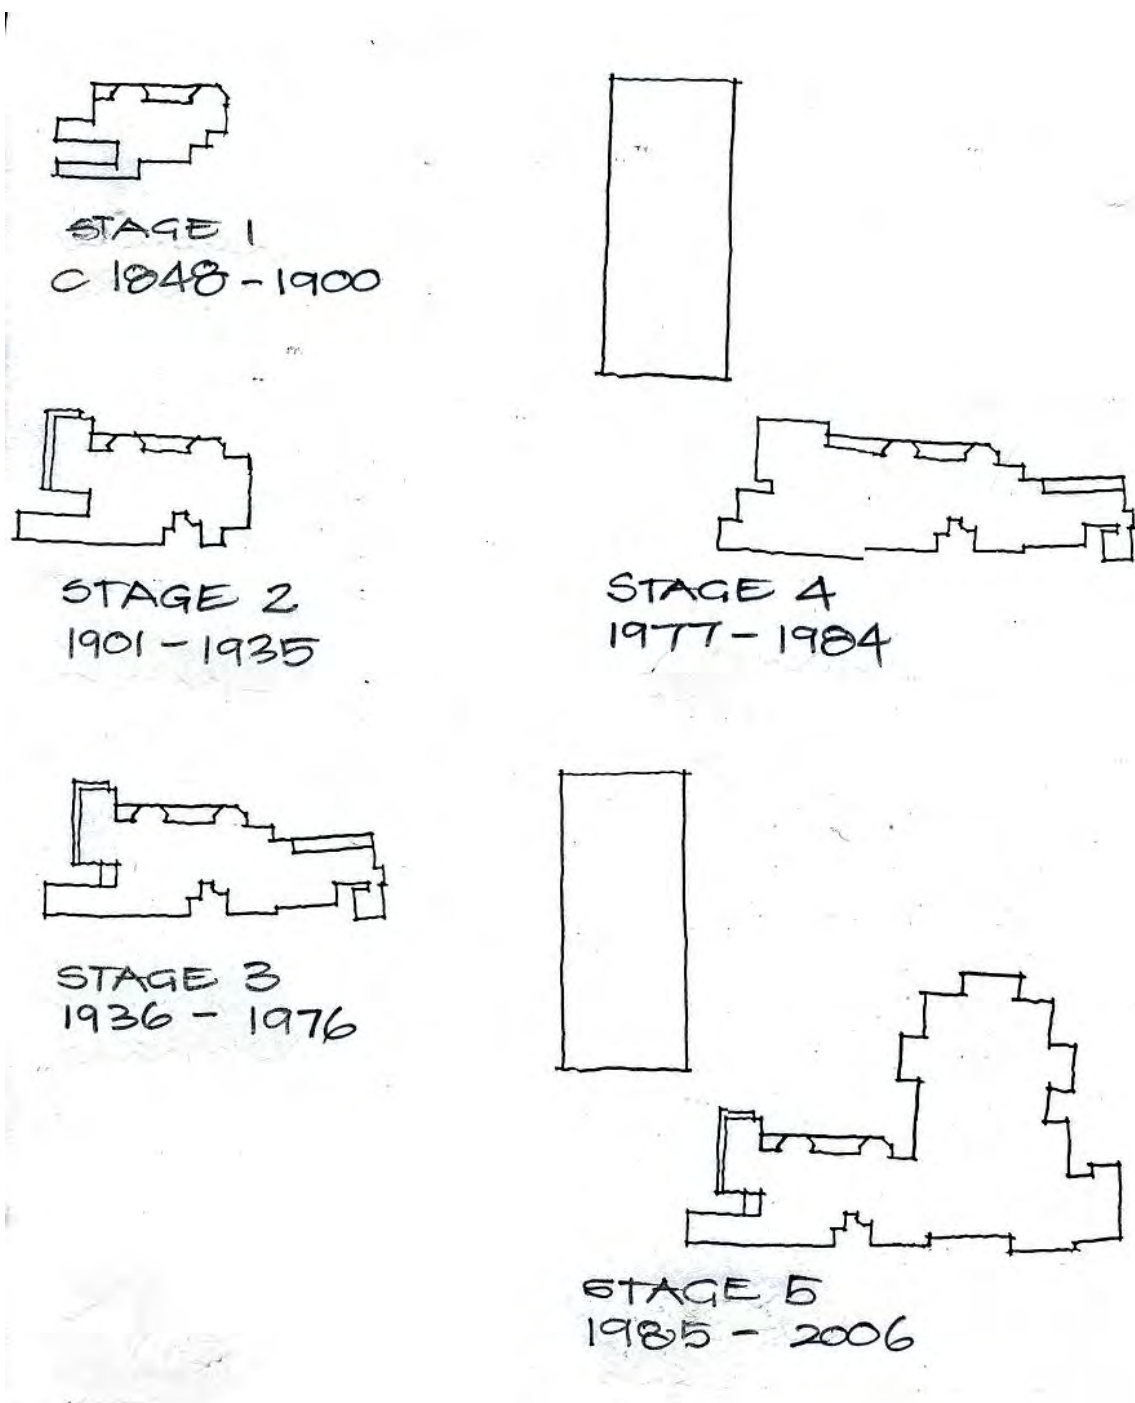 STAGE 1
C 1848 - 1900
STAGE 2
1901 - 1935
STAGE 3
1936 - 1976
STAGE 4
1977 - 1984
STAGE 5
1985 - 2006